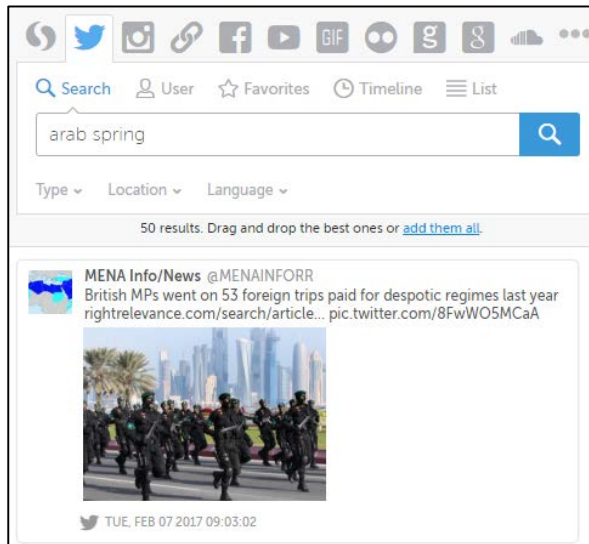 GIF
g
8
Search User Favorites Timeline List
arab spring
Type Location Language
50 results. Drag and drop the best ones or add them all.
MENA Info/News @MENAINFORR
British MPs went on 53 foreign trips paid for despotic regimes last year
rightrelevance.com/search/article... pic.twitter.com/8FwWO5MCaA
TUE, FEB 07 2017 09:03:02